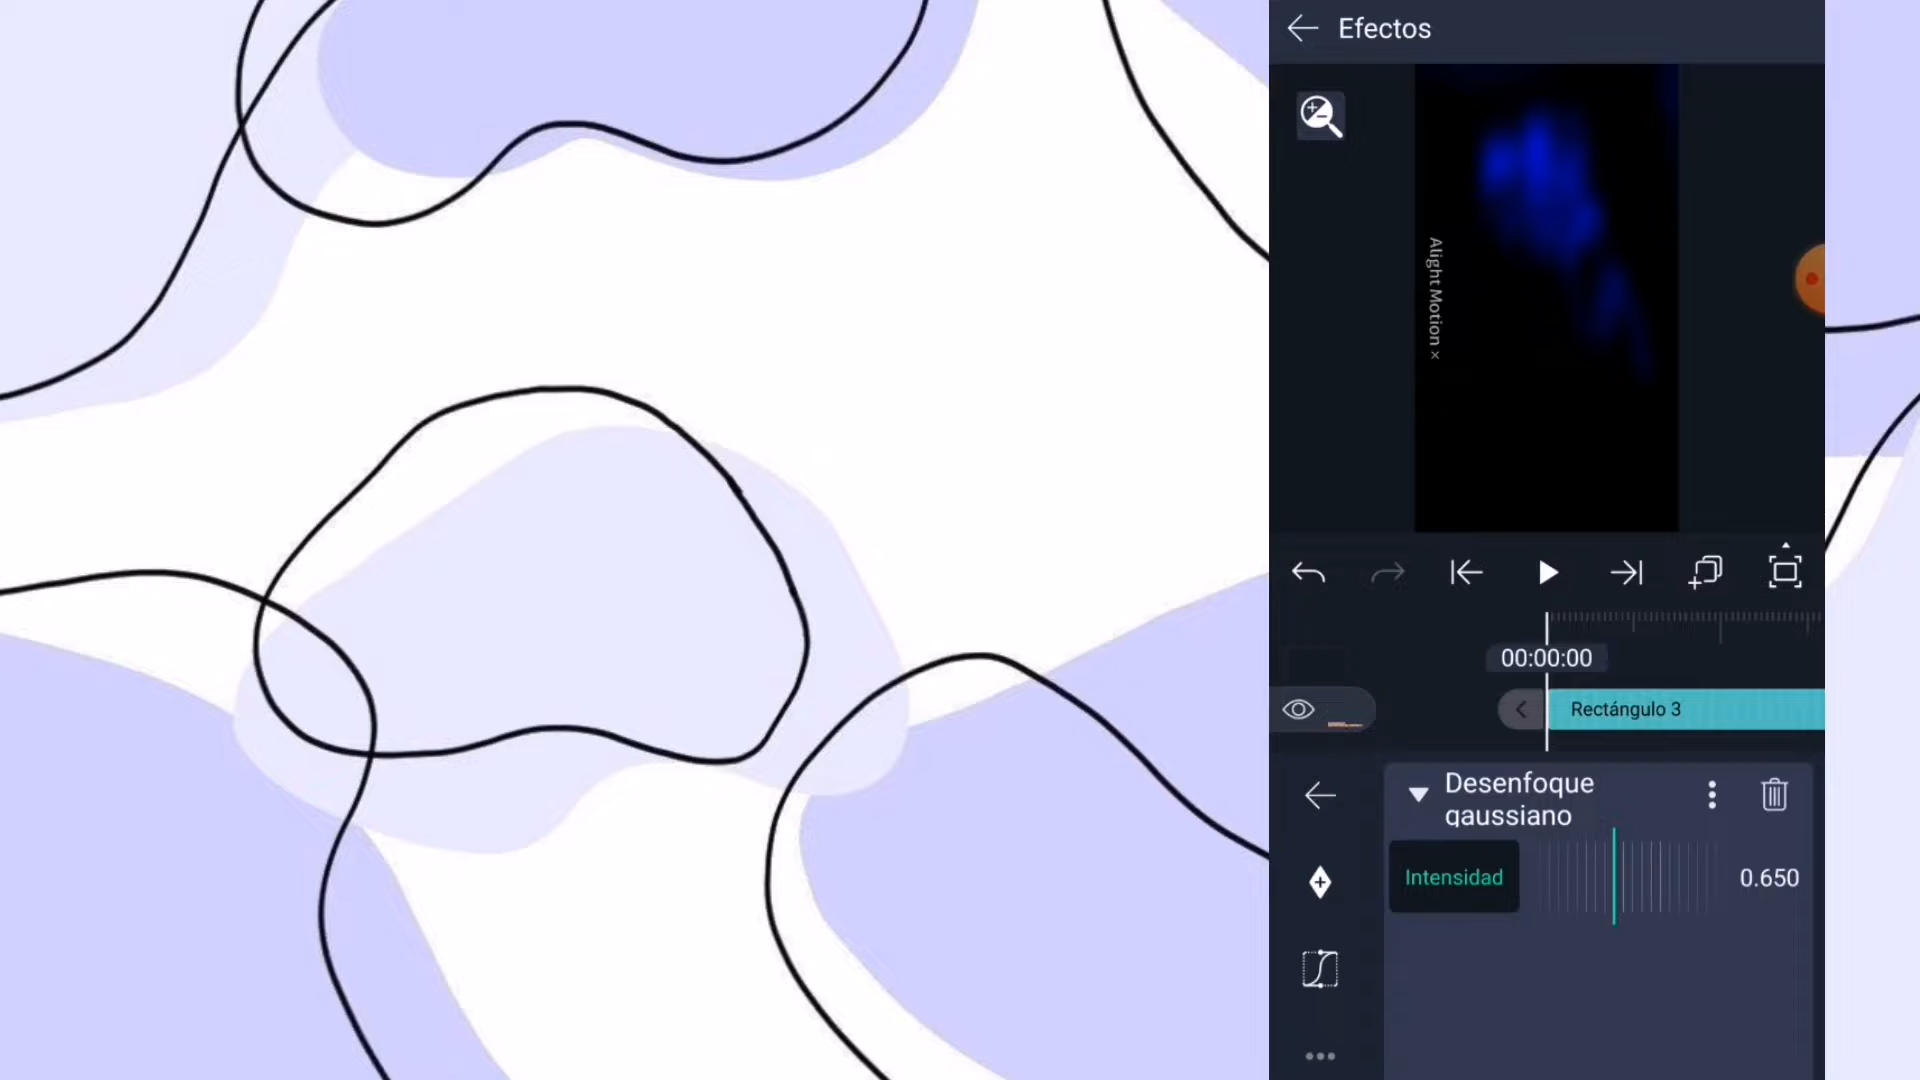 Efectos
Alight Motion ×
00:00:00
Rectángulo 3
Desenfoque
gaussiano
Intensidad
0.650